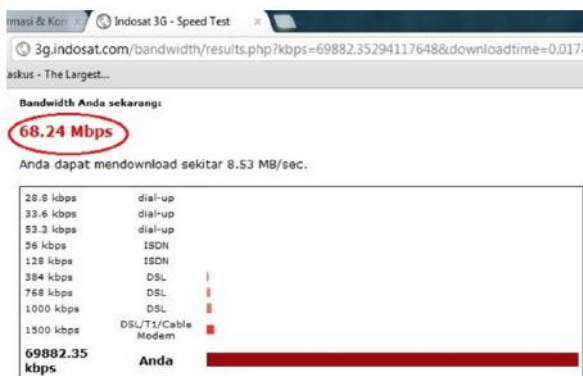 rmasi & Kom
Indosat 3G - Speed Test
3g.indosat.com/bandwidth/results.php?kbps=69882.35294117648&downloadtime=0.017
askus - The Largest...
Bandwidth Anda sekarang:
68.24 Mbps
Anda dapat mendownload sekitar 8.53 MB/sec.
28.8 kbps dial-up
33.6 kbps dial-up
53.3 kbps dial-up
56 kbps ISDN
128 kbps ISDN
384 kbps DSL
768 kbps DSL
1000 kbps DSL
1500 kbps DSL/T1/Cable Modem
69882.35 kbps Anda